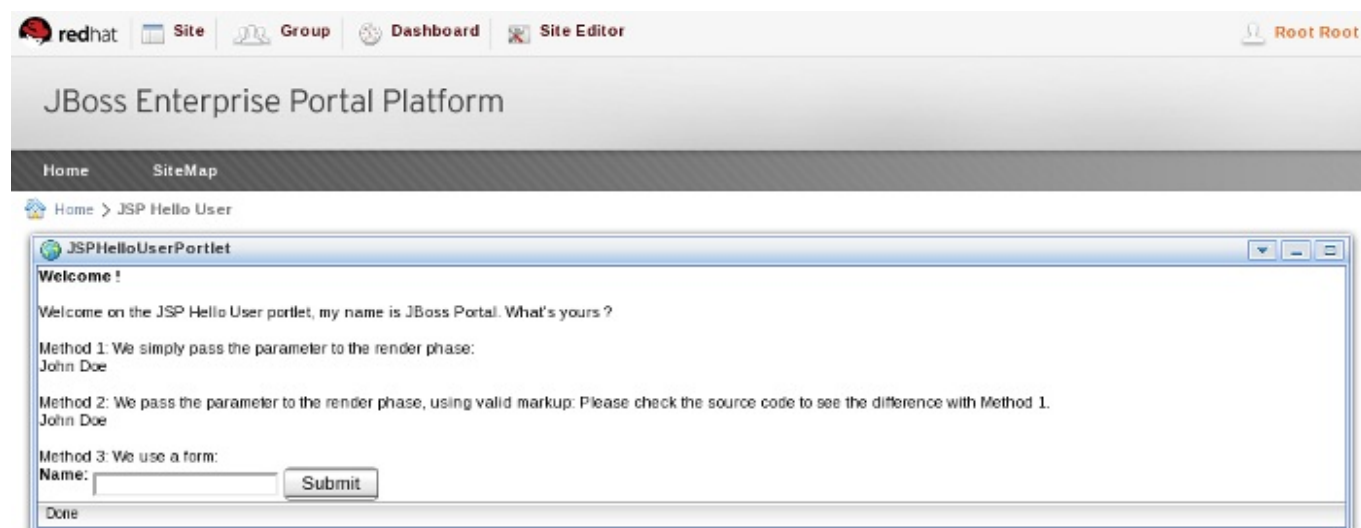 redhat Site Group Dashboard Site Editor Root Root
JBoss Enterprise Portal Platform
Home SiteMap
Home > JSP Hello User
JSPHelloUserPortlet
Welcome !
Welcome on the JSP Hello User portlet, my name is JBoss Portal. What's yours ?
Method 1: We simply pass the parameter to the render phase:
John Doe
Method 2: We pass the parameter to the render phase, using valid markup: Please check the source code to see the difference with Method 1.
John Doe
Method 3: We use a form:
Name: Submit
Done